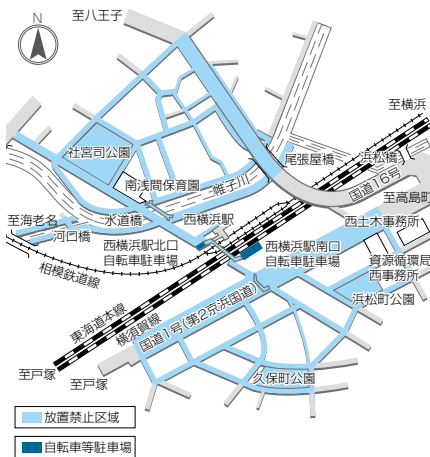 N
至八王子
至横浜
社宮司公園
尾張屋橋
浜松橋
国道16号
南浅間保育園
帷子川
至高島町
至海老名
水道橋
西横浜駅
西土木事務所
河口橋
西横浜駅北口
自転車駐車場
西横浜駅南口
自転車駐車場
資源循環局
西事務所
相模鉄道線
浜松町公園
東海道本線
横須賀線
国道1号(第2京浜国道)
至戸塚
至戸塚
久保町公園
放置禁止区域
自転車等駐車場